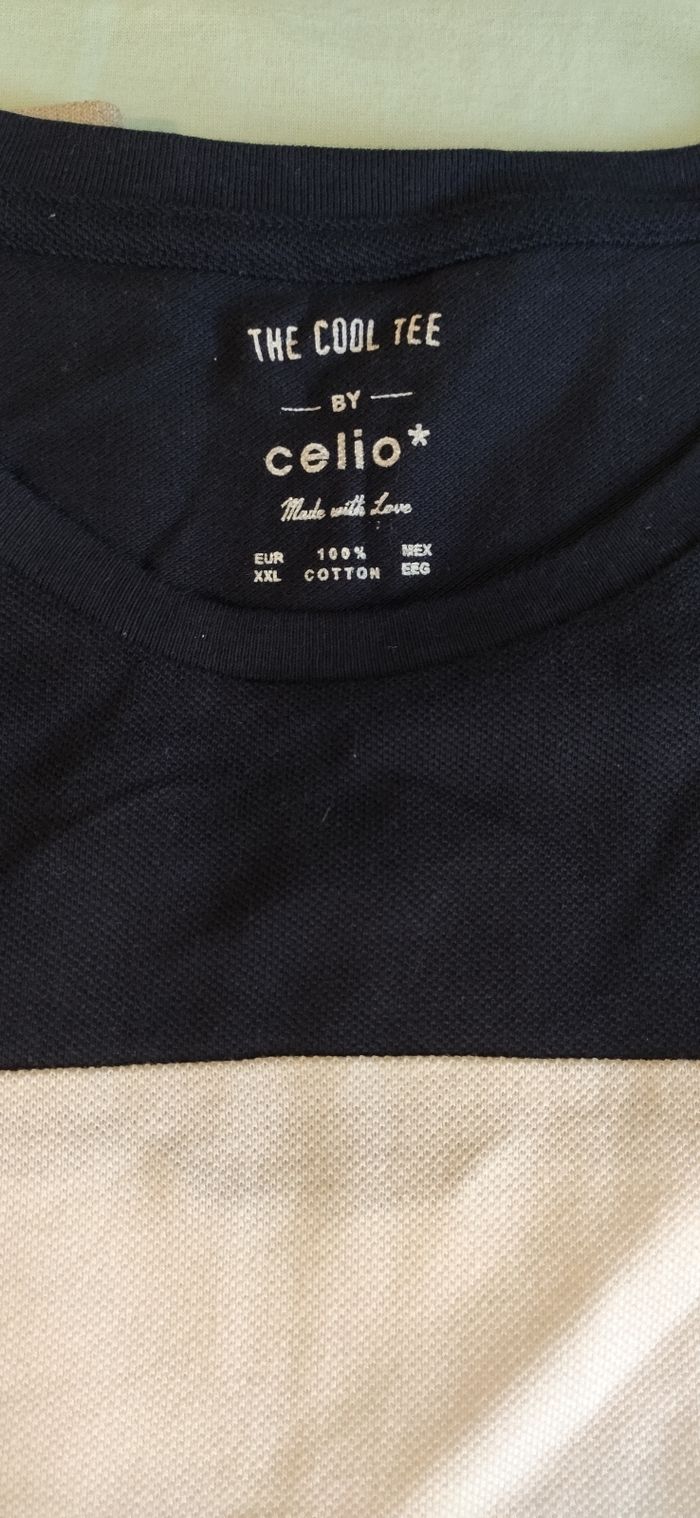 THE COOL TEE
BY
celio*
Made with Love
EUR 100% MEX
XXL COTTON EEG